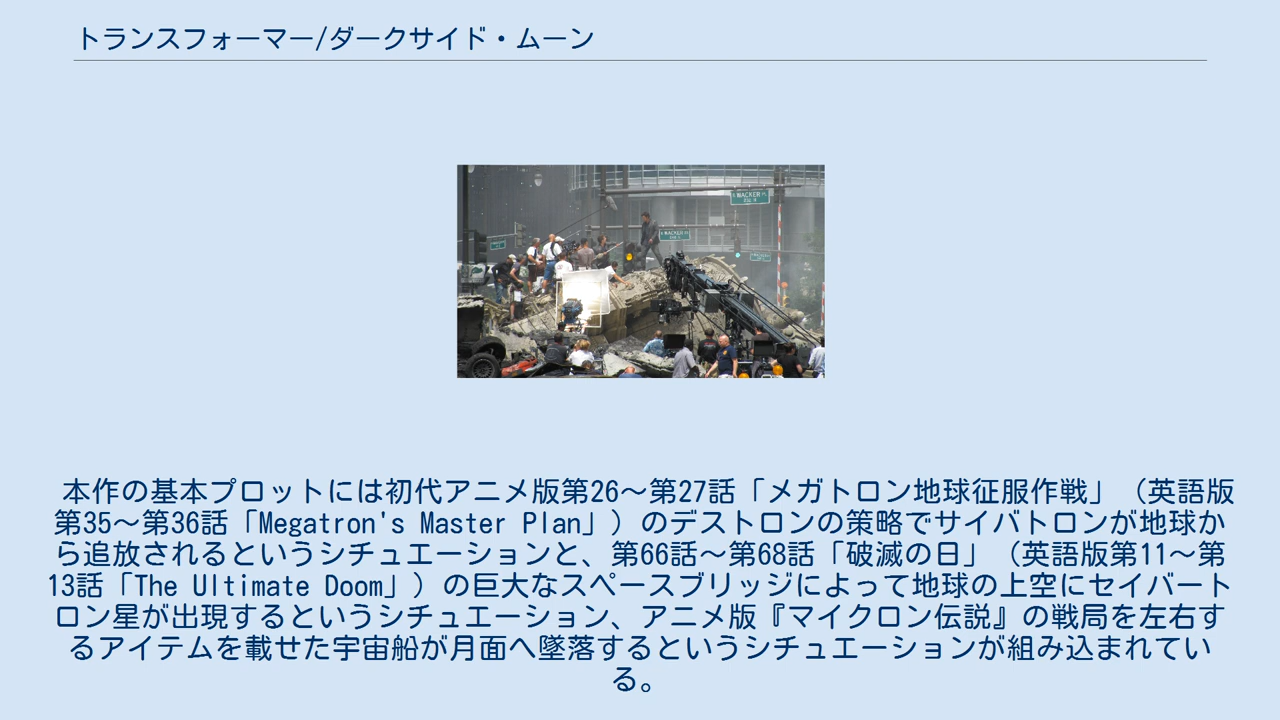 トランスフォーマー/ダークサイド・ムーン
WACKER
WACKER
本作の基本プロットには初代アニメ版第26～第27話「メガトロン地球征服作戦」（英語版
第35～第36話「Megatron's Master Plan」）のデストロンの策略でサイバトロンが地球か
ら追放されるというシチュエーションと、第66話～第68話「破滅の日」（英語版第11～第
13話「The Ultimate Doom」）の巨大なスペースブリッジによって地球の上空にセイバート
ロン星が出現するというシチュエーション、アニメ版『マイクロン伝説』の戦局を左右す
るアイテムを載せた宇宙船が月面へ墜落するというシチュエーションが組み込まれてい
る。